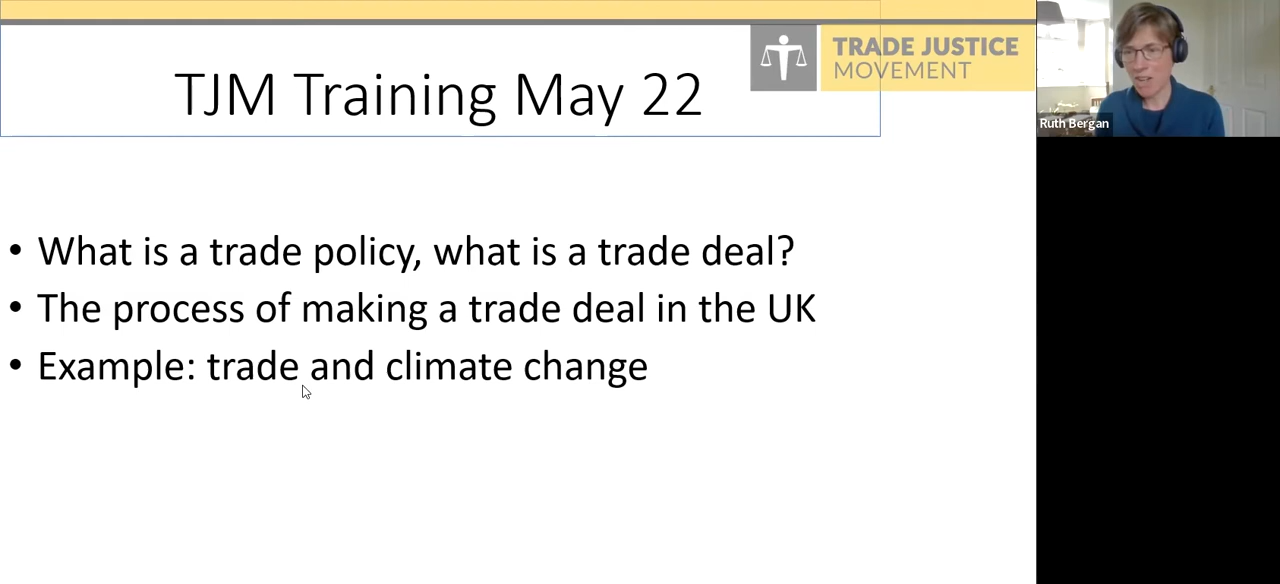 TRADE JUSTICE
MOVEMENT
TJM Training May 22
Ruth Bergan
• What is a trade policy, what is a trade deal?
• The process of making a trade deal in the UK
• Example: trade and climate change